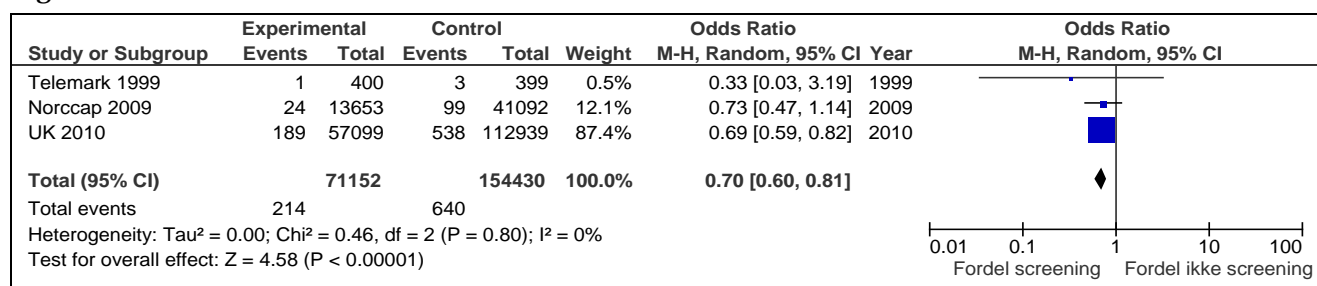 Experimental Control Odds Ratio Odds Ratio
Study or Subgroup Events Total Events Total Weight M-H, Random, 95% CI Year M-H, Random, 95% CI
Telemark 1999 1 400 3 399 0.5% 0.33 [0.03, 3.19] 1999
Norccap 2009 24 13653 99 41092 12.1% 0.73 [0.47, 1.14] 2009
UK 2010 189 57099 538 112939 87.4% 0.69 [0.59, 0.82] 2010
Total (95% CI) 71152 154430 100.0% 0.70 [0.60, 0.81]
Total events 214 640
Heterogeneity: Tau² = 0.00; Chi² = 0.46, df = 2 (P = 0.80); I² = 0%
Test for overall effect: Z = 4.58 (P < 0.00001)
0.01 0.1 1 10 100
Fordel screening Fordel ikke screening